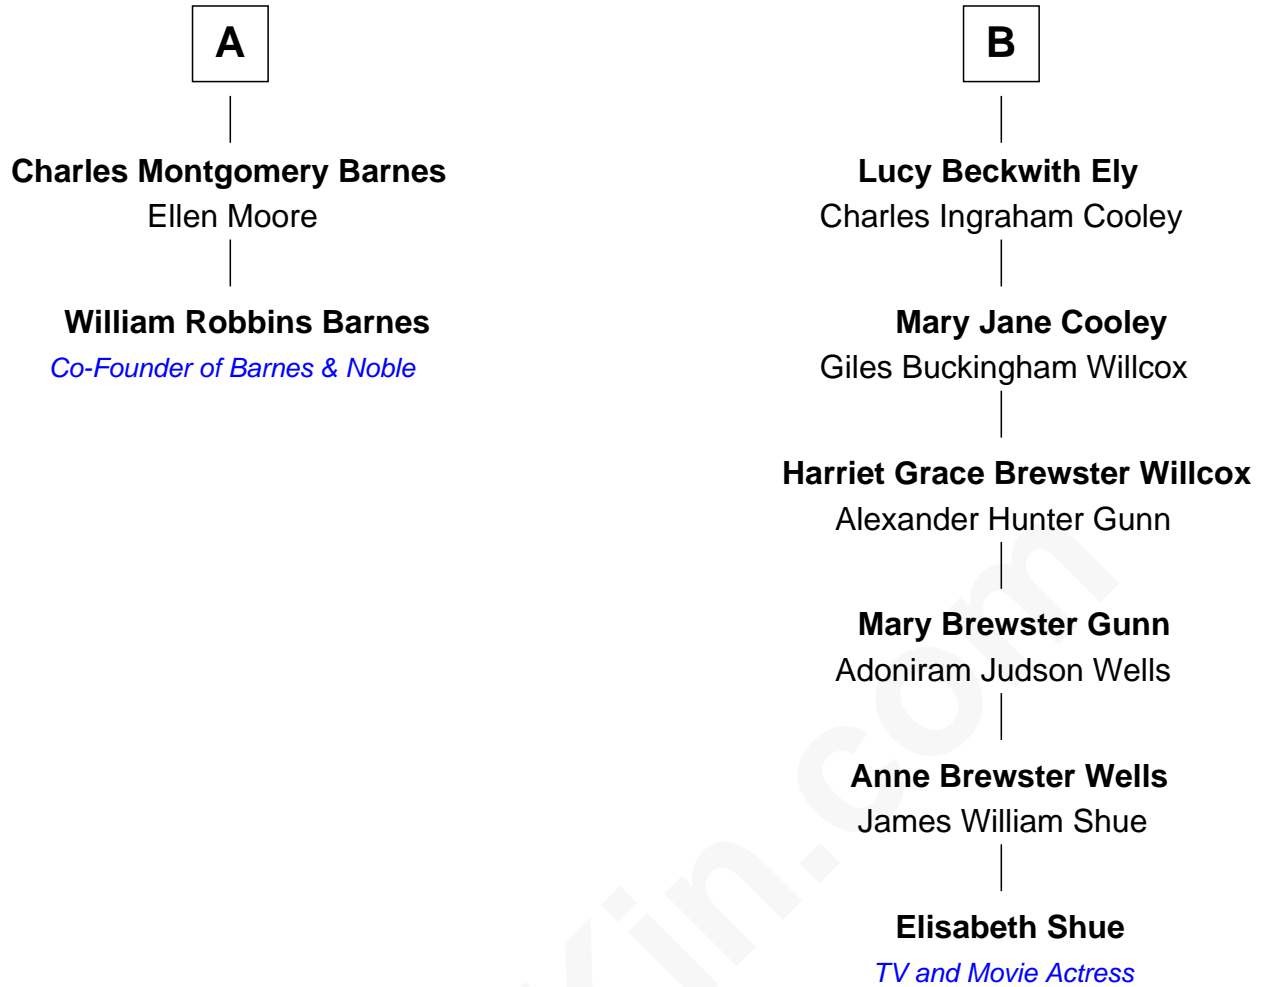 A
Charles Montgomery Barnes
Ellen Moore
William Robbins Barnes
Co-Founder of Barnes & Noble
B
Lucy Beckwith Ely
Charles Ingraham Cooley
Mary Jane Cooley
Giles Buckingham Willcox
Harriet Grace Brewster Willcox
Alexander Hunter Gunn
Mary Brewster Gunn
Adoniram Judson Wells
Anne Brewster Wells
James William Shue
Elisabeth Shue
TV and Movie Actress
Kin.com